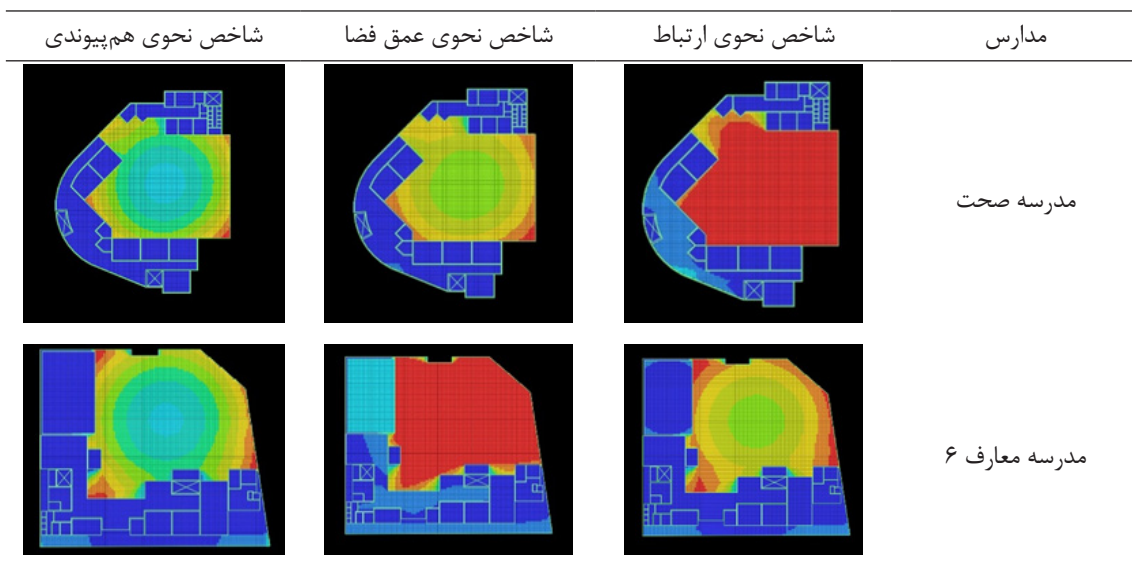 مدارس شاخص نحوی ارتباط شاخص نحوی عمق فضا شاخص نحوی هم‌پیوندی
مدرسه صحت
مدرسه معارف ۶